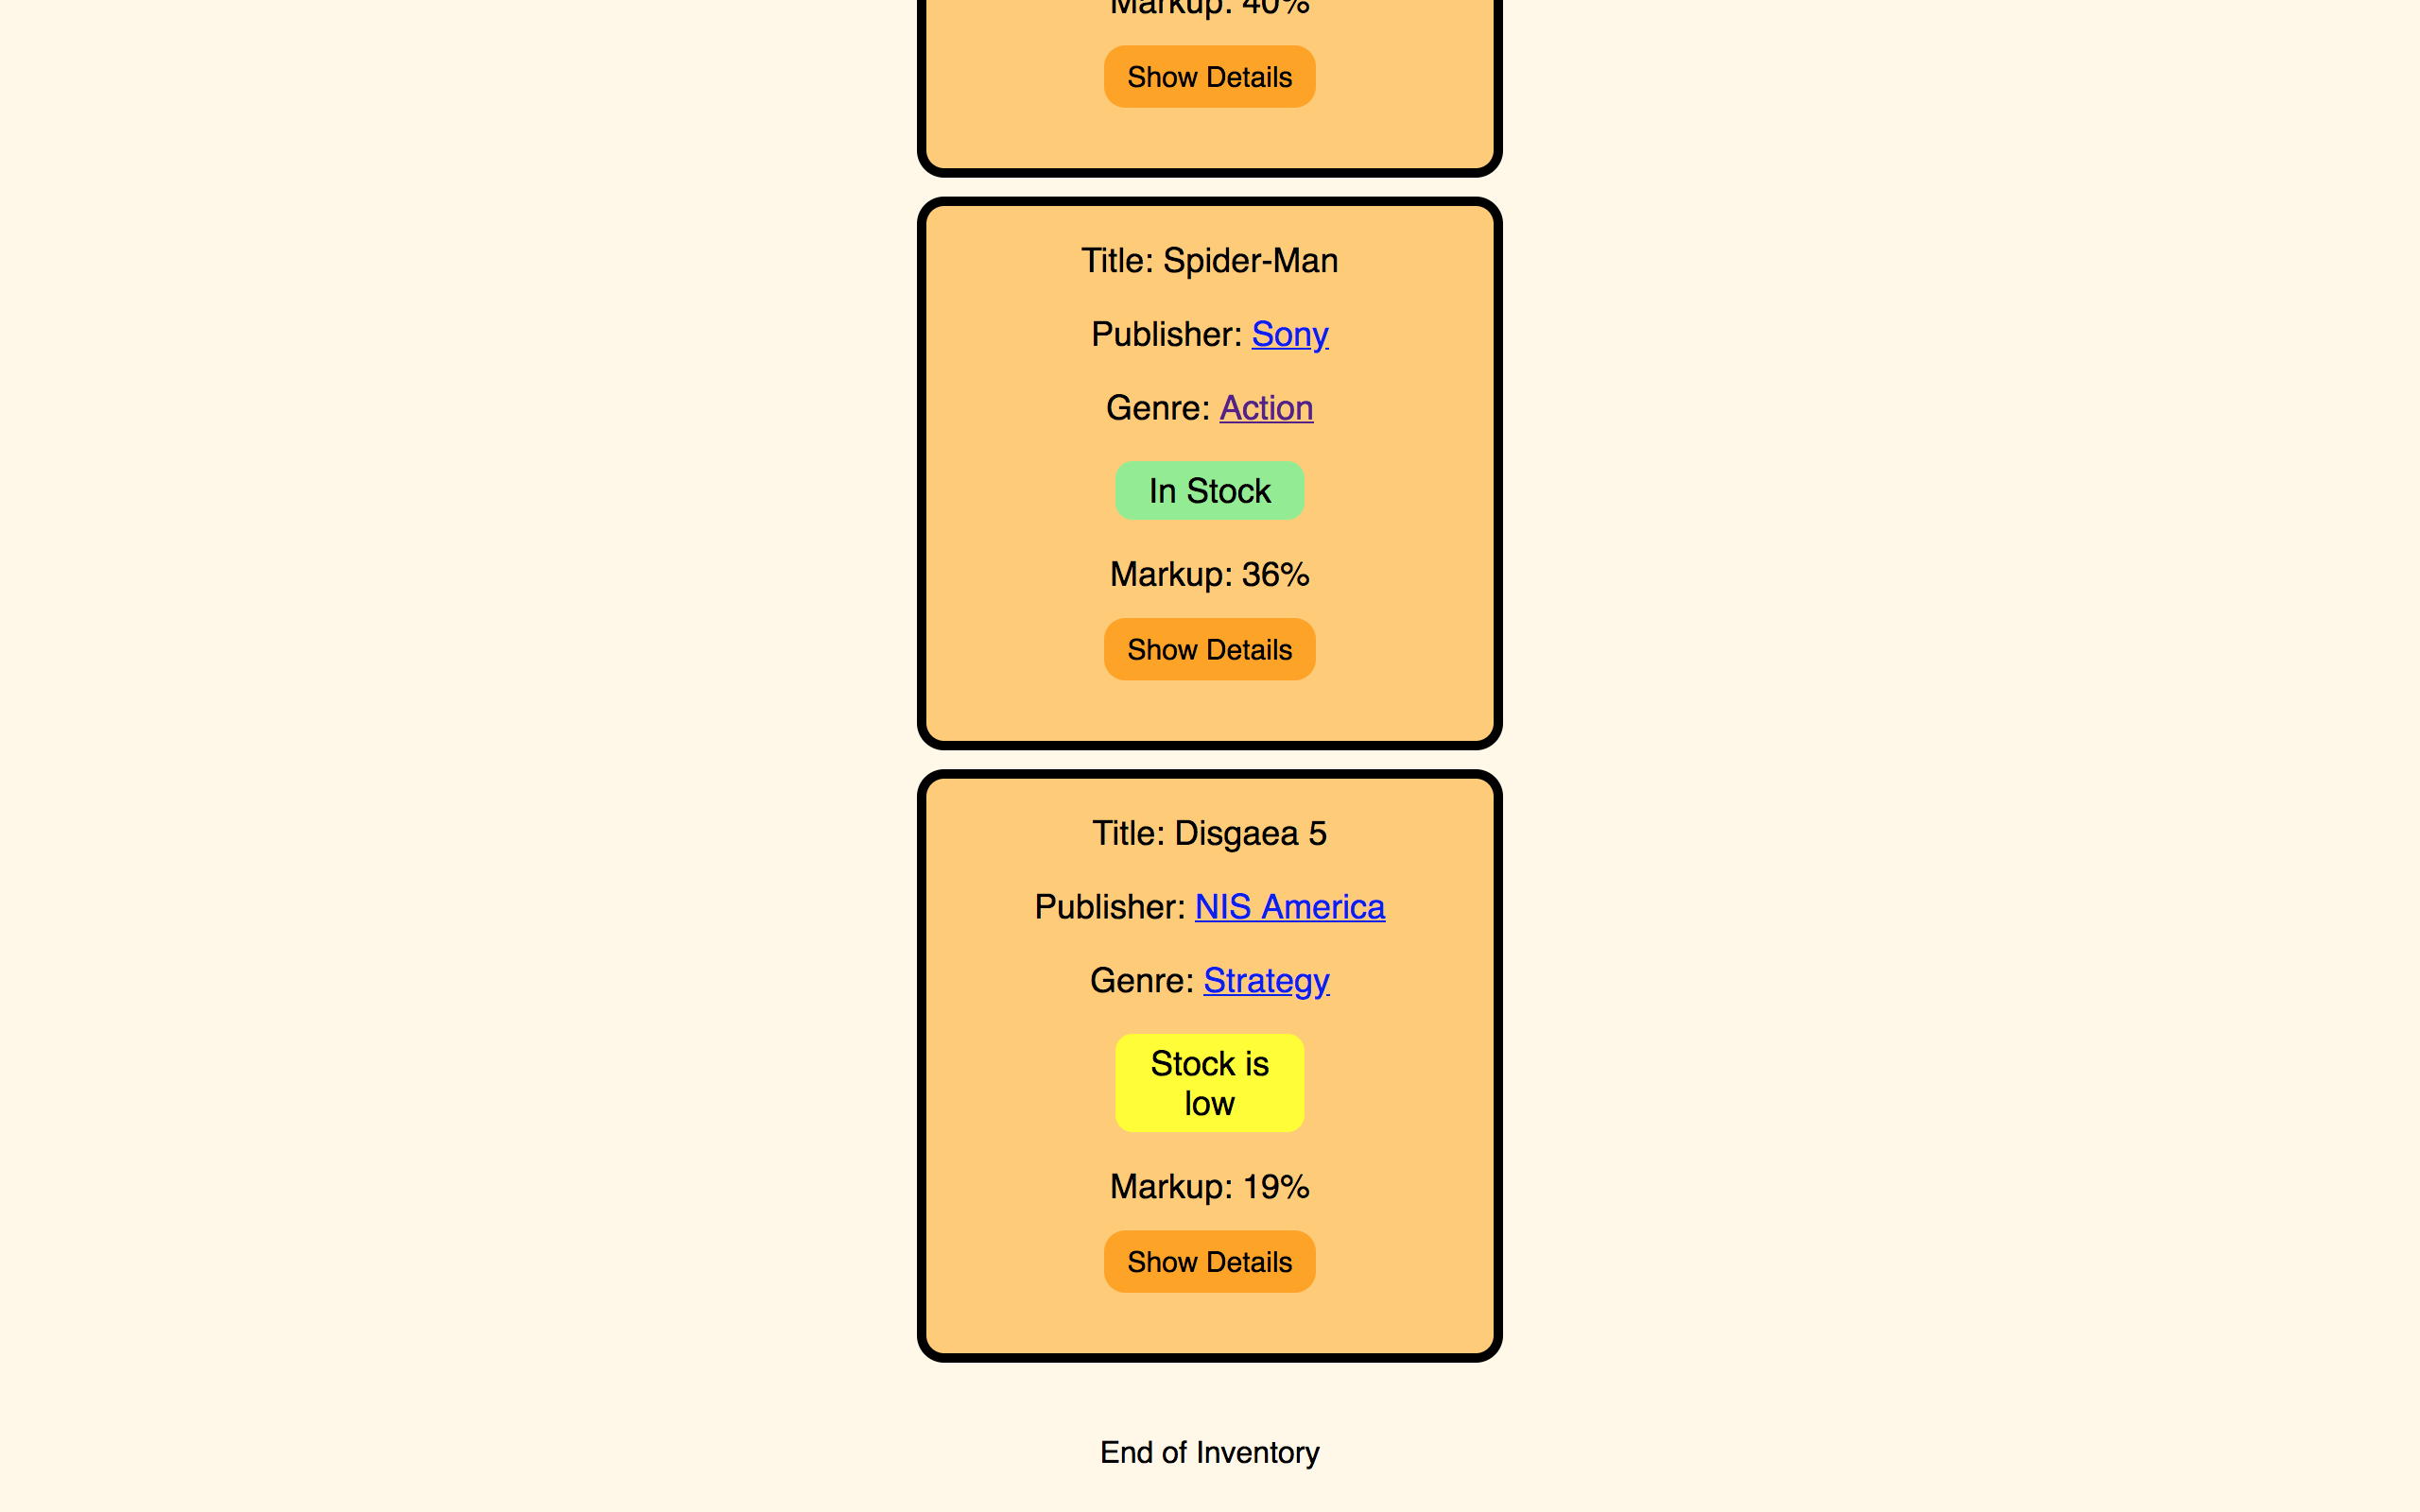 Markup: 40%
Show Details
Title: Spider-Man
Publisher: Sony
Genre: Action
In Stock
Markup: 36%
Show Details
Title: Disgaea 5
Publisher: NIS America
Genre: Strategy
Stock is
low
Markup: 19%
Show Details
End of Inventory